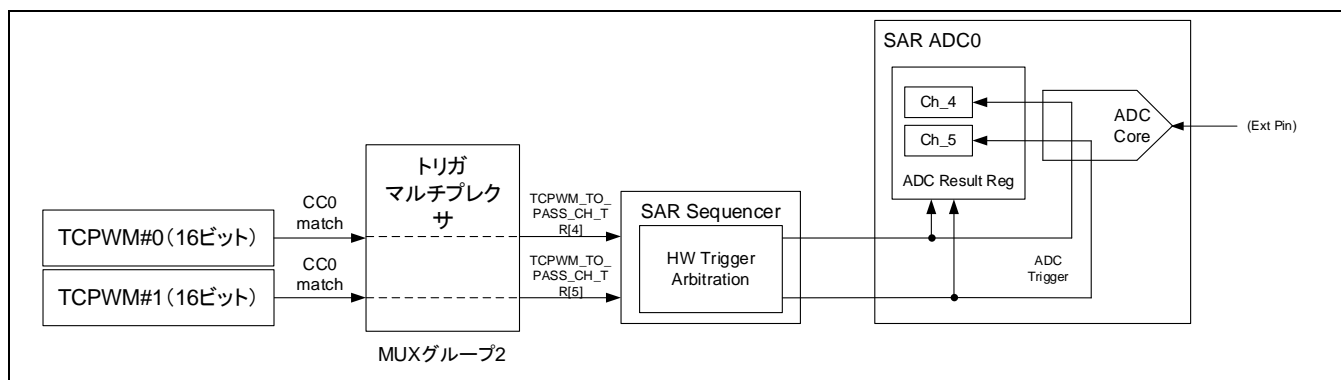 SAR ADC0
Ch_4
Ch_5
ADC Result Reg
ADC
Core
(Ext Pin)
トリガ
マルチプレク
サ
CC0
match
TCPWM_TO_
PASS_CH_T
R[4]
SAR Sequencer
TCPWM#0(16ビット)
CC0
match
TCPWM_TO_
PASS_CH_T
R[5]
HW Trigger
Arbitration
ADC
Trigger
TCPWM#1(16ビット)
MUXグループ2